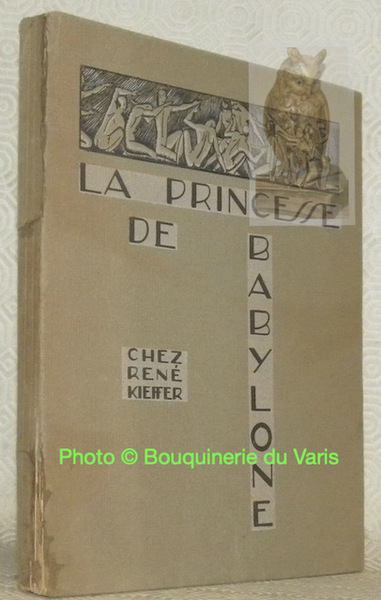 LA PRINCESSE
DE
BABYLONE
CHEZ
RENÉ
KIEFFER
Photo © Bouquinerie du Varis